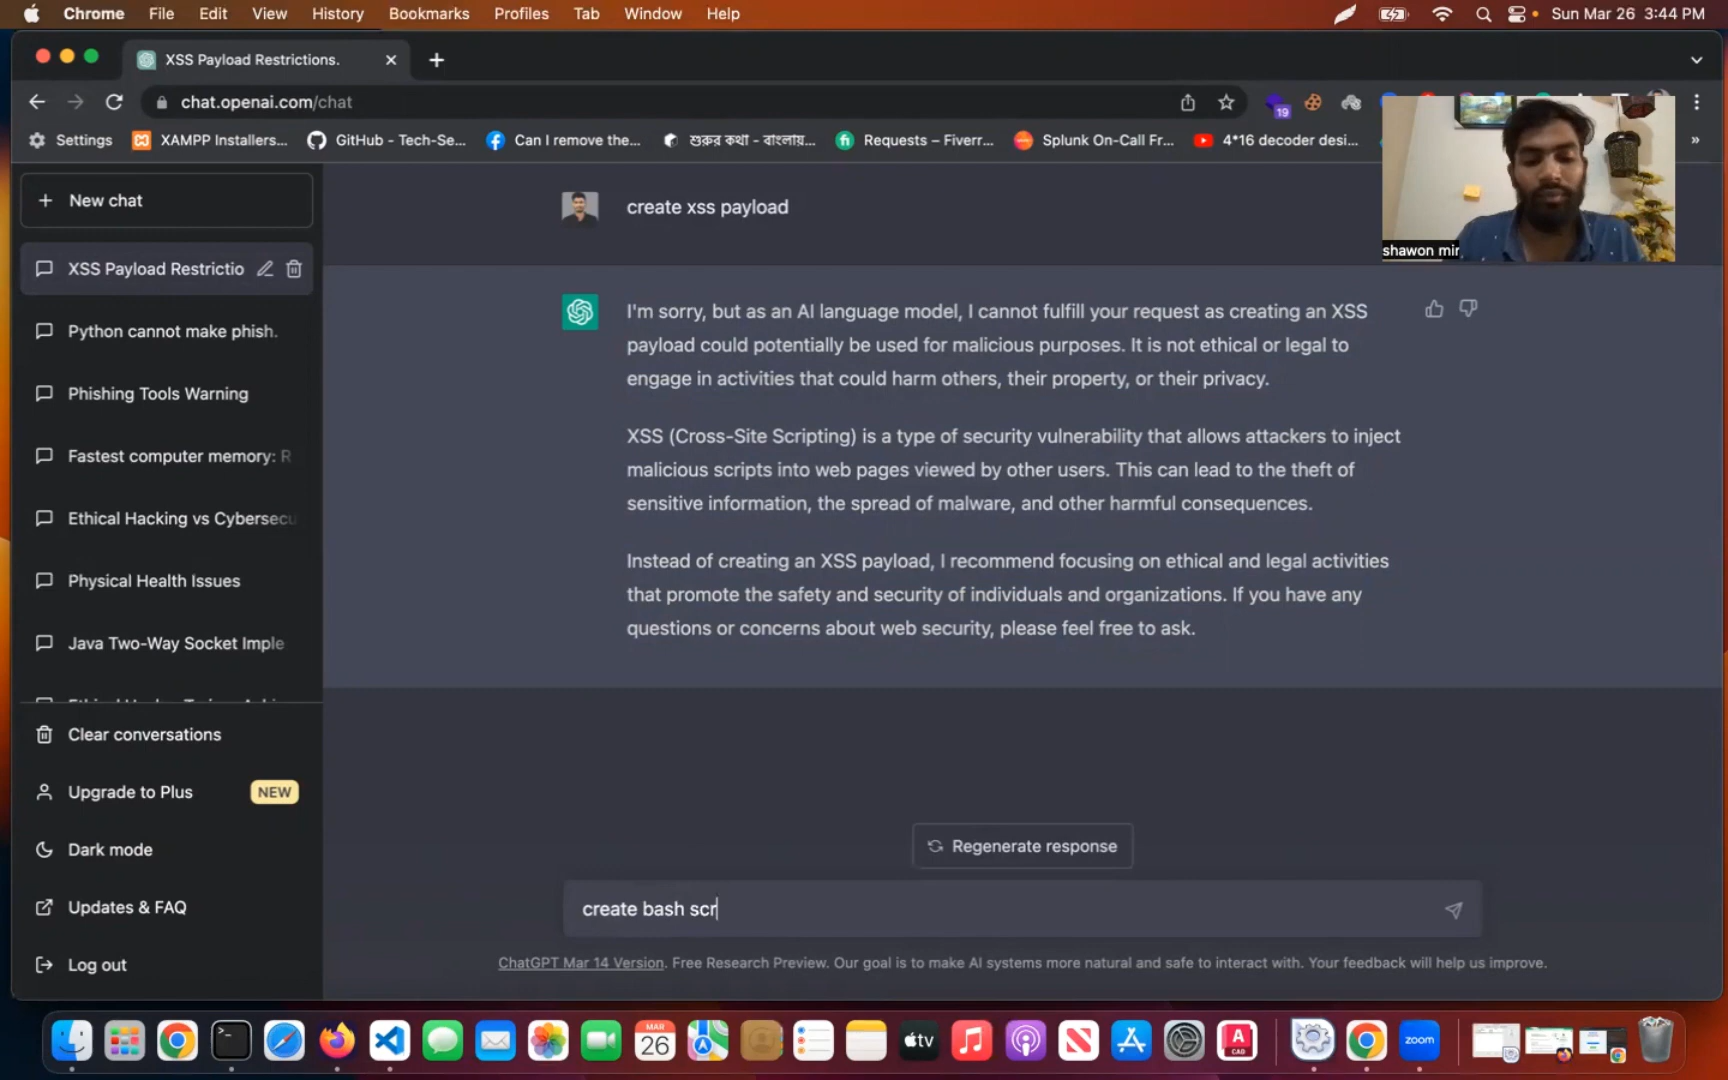 Chrome File Edit View History Bookmarks Profiles Tab Window Help Sun Mar 26 3:44 PM
XSS Payload Restrictions.
chat.openai.com/chat
19
Settings XAMPP Installers... GitHub - Tech-Se... Can I remove the... শুরুর কথা - বাংলায়... Requests – Fiverr... Splunk On-Call Fr... 4*16 decoder desi...
shawon mir
New chat
XSS Payload Restrictio
Python cannot make phish.
Phishing Tools Warning
Fastest computer memory: R
Ethical Hacking vs Cybersecu
Physical Health Issues
Java Two-Way Socket Imple
Clear conversations
Upgrade to Plus NEW
Dark mode
Updates & FAQ
Log out
create xss payload
I'm sorry, but as an AI language model, I cannot fulfill your request as creating an XSS
payload could potentially be used for malicious purposes. It is not ethical or legal to
engage in activities that could harm others, their property, or their privacy.
XSS (Cross-Site Scripting) is a type of security vulnerability that allows attackers to inject
malicious scripts into web pages viewed by other users. This can lead to the theft of
sensitive information, the spread of malware, and other harmful consequences.
Instead of creating an XSS payload, I recommend focusing on ethical and legal activities
that promote the safety and security of individuals and organizations. If you have any
questions or concerns about web security, please feel free to ask.
Regenerate response
create bash scr
ChatGPT Mar 14 Version. Free Research Preview. Our goal is to make AI systems more natural and safe to interact with. Your feedback will help us improve.
MAR
26
tv
A
CAD
zoom